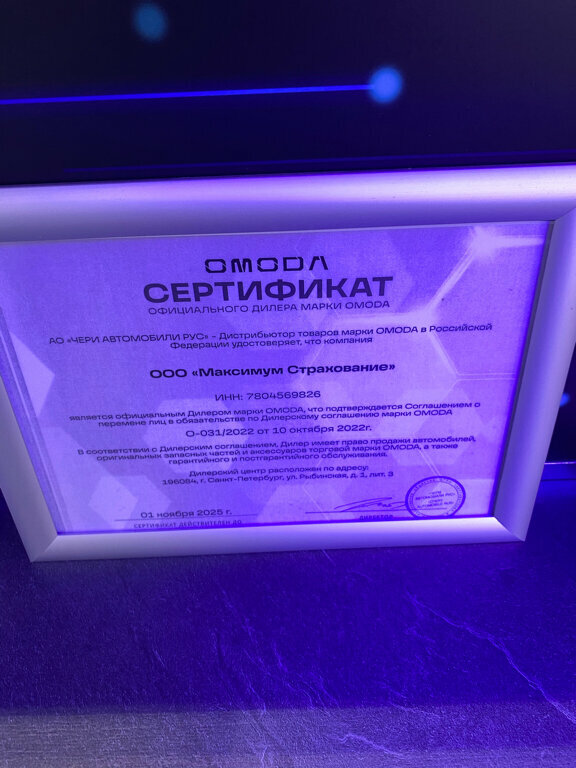 OMODA
СЕРТИФИКАТ
ОФИЦИАЛЬНОГО ДИЛЕРА МАРКИ OMODA
АО «ЧЕРИ АВТОМОБИЛИ РУС» - Дистрибьютор товаров марки OMODA в Российской
Федерации удостоверяет, что компания
ООО «Максимум Страхование»
ИНН: 7804569826
является официальным Дилером марки OMODA, что подтверждается Соглашением о
перемене лиц в обязательстве по Дилерскому соглашению марки OMODA
О-031/2022 от 10 октября 2022г.
В соответствии с Дилерским соглашением, Дилер имеет право продажи автомобилей,
оригинальных запасных частей и аксессуаров торговой марки OMODA, а также
гарантийного и постгарантийного обслуживания.
Дилерский центр расположен по адресу:
196084, г. Санкт-Петербург, ул. Рыбинская, д. 1, лит. З
01 ноября 2025 г.
СЕРТИФИКАТ ДЕЙСТВИТЕЛЕН ДО
ДИРЕКТОР
АВТОМОБИЛИ РУС